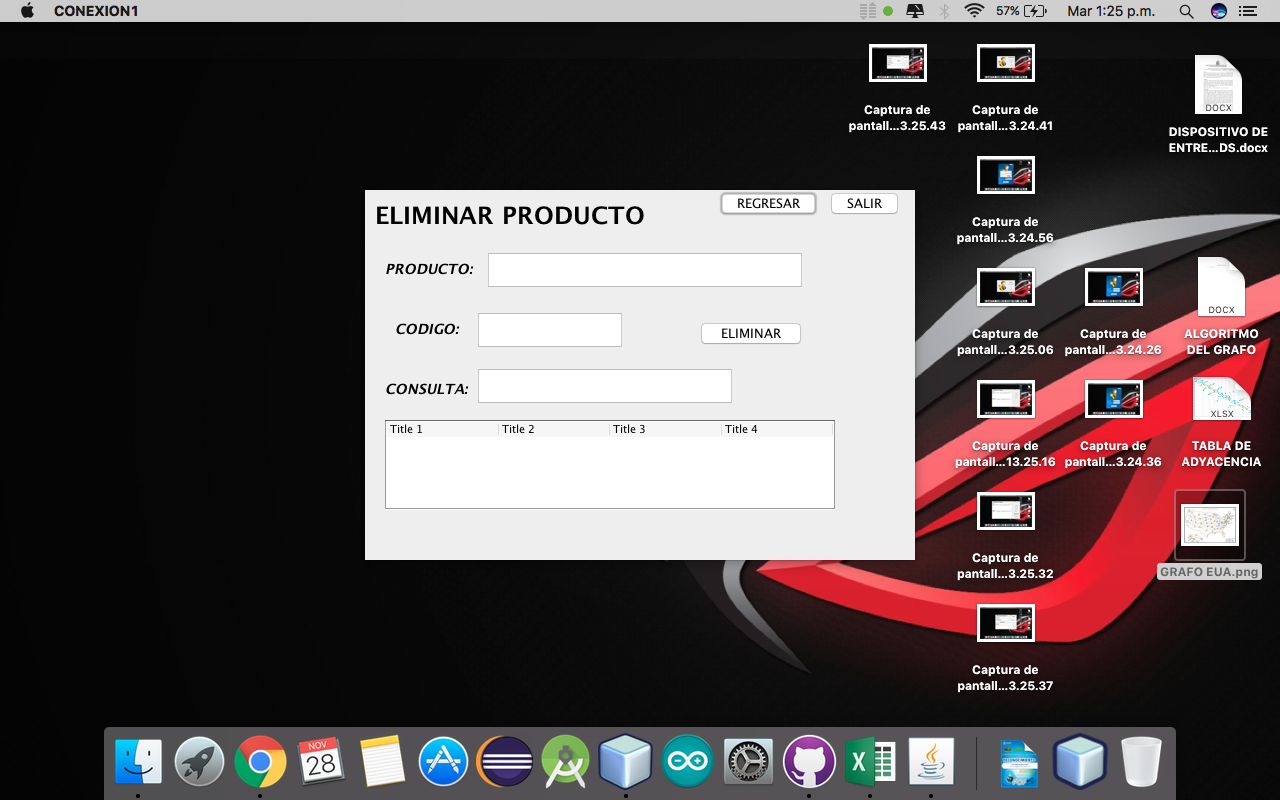 CONEXION1
57%
Mar 1:25 p.m.
Captura de
pantall...3.25.43
Captura de
pantall...3.24.41
DOCX
DISPOSITIVO DE
ENTRE...DS.docx
Captura de
pantall...3.24.56
ELIMINAR PRODUCTO
REGRESAR
SALIR
PRODUCTO:
CODIGO:
ELIMINAR
CONSULTA:
Title 1
Title 2
Title 3
Title 4
Captura de
pantall...3.25.06
Captura de
pantall...3.24.26
DOCX
ALGORITMO
DEL GRAFO
Captura de
pantall...13.25.16
Captura de
pantall...3.24.36
XLSX
TABLA DE
ADYACENCIA
Captura de
pantall...3.25.32
GRAFO EUA.png
Captura de
pantall...3.25.37
NOV
28